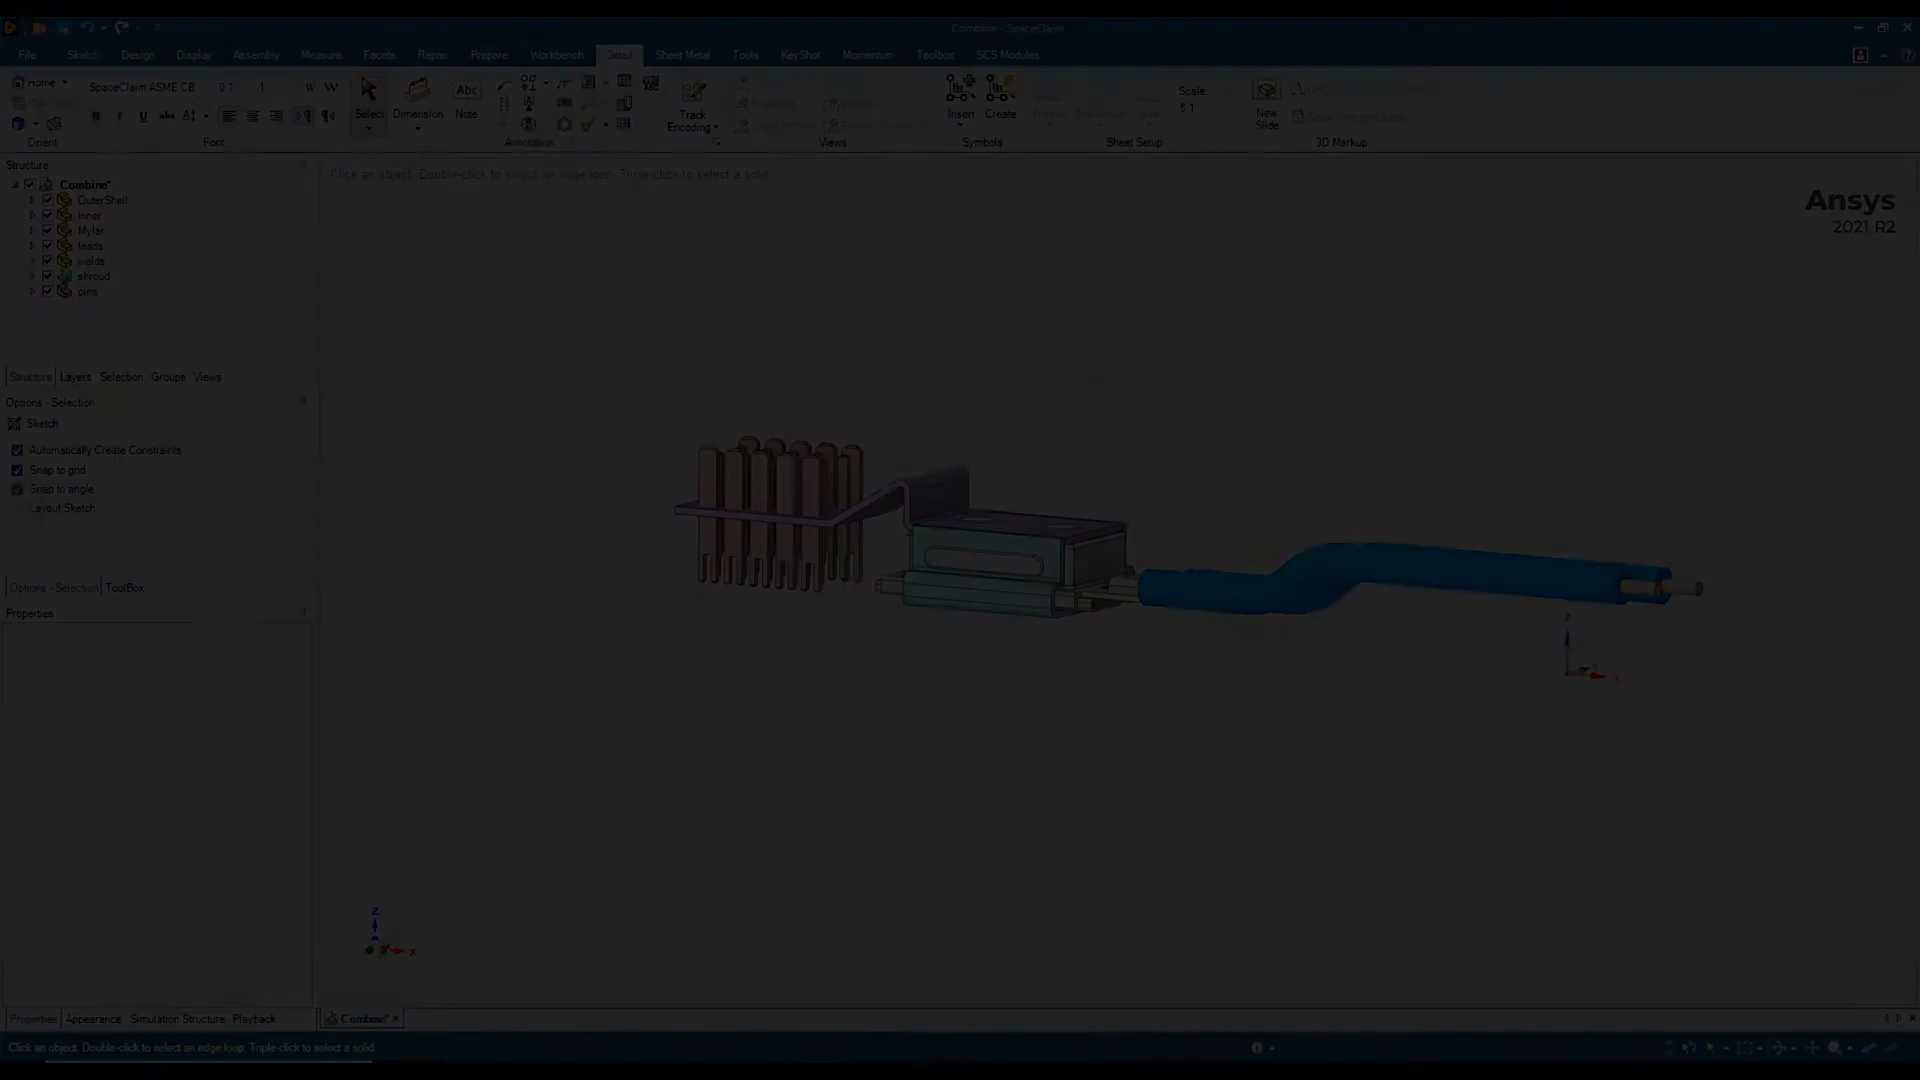 Combine - SpaceClaim
File Sketch Design Display Assembly Measure Facets Repair Prepare Workbench Detail Sheet Metal Tools KeyShot Momentum Toolbox SCS Modules
Home SpaceClaim ASME CB 0.1 1
Select Dimension Note Track Encoding Insert Create Scale: 5:1 New Slide
Orient Font Annotation Views Symbols Sheet Setup 3D Markup
Structure
Click an object. Double-click to select an edge loop. Triple-click to select a solid.
Combine*
OuterShell
inner
Mylar
leads
welds
shroud
pins
Ansys
2021 R2
Structure Layers Selection Groups Views
Options - Selection
Sketch
Automatically Create Constraints
Snap to grid
Snap to angle
Layout Sketch
Options - Selection ToolBox
Properties
Z
X
Z
X
Properties Appearance Simulation Structure Playback
Combine*
Click an object. Double-click to select an edge loop. Triple-click to select a solid.